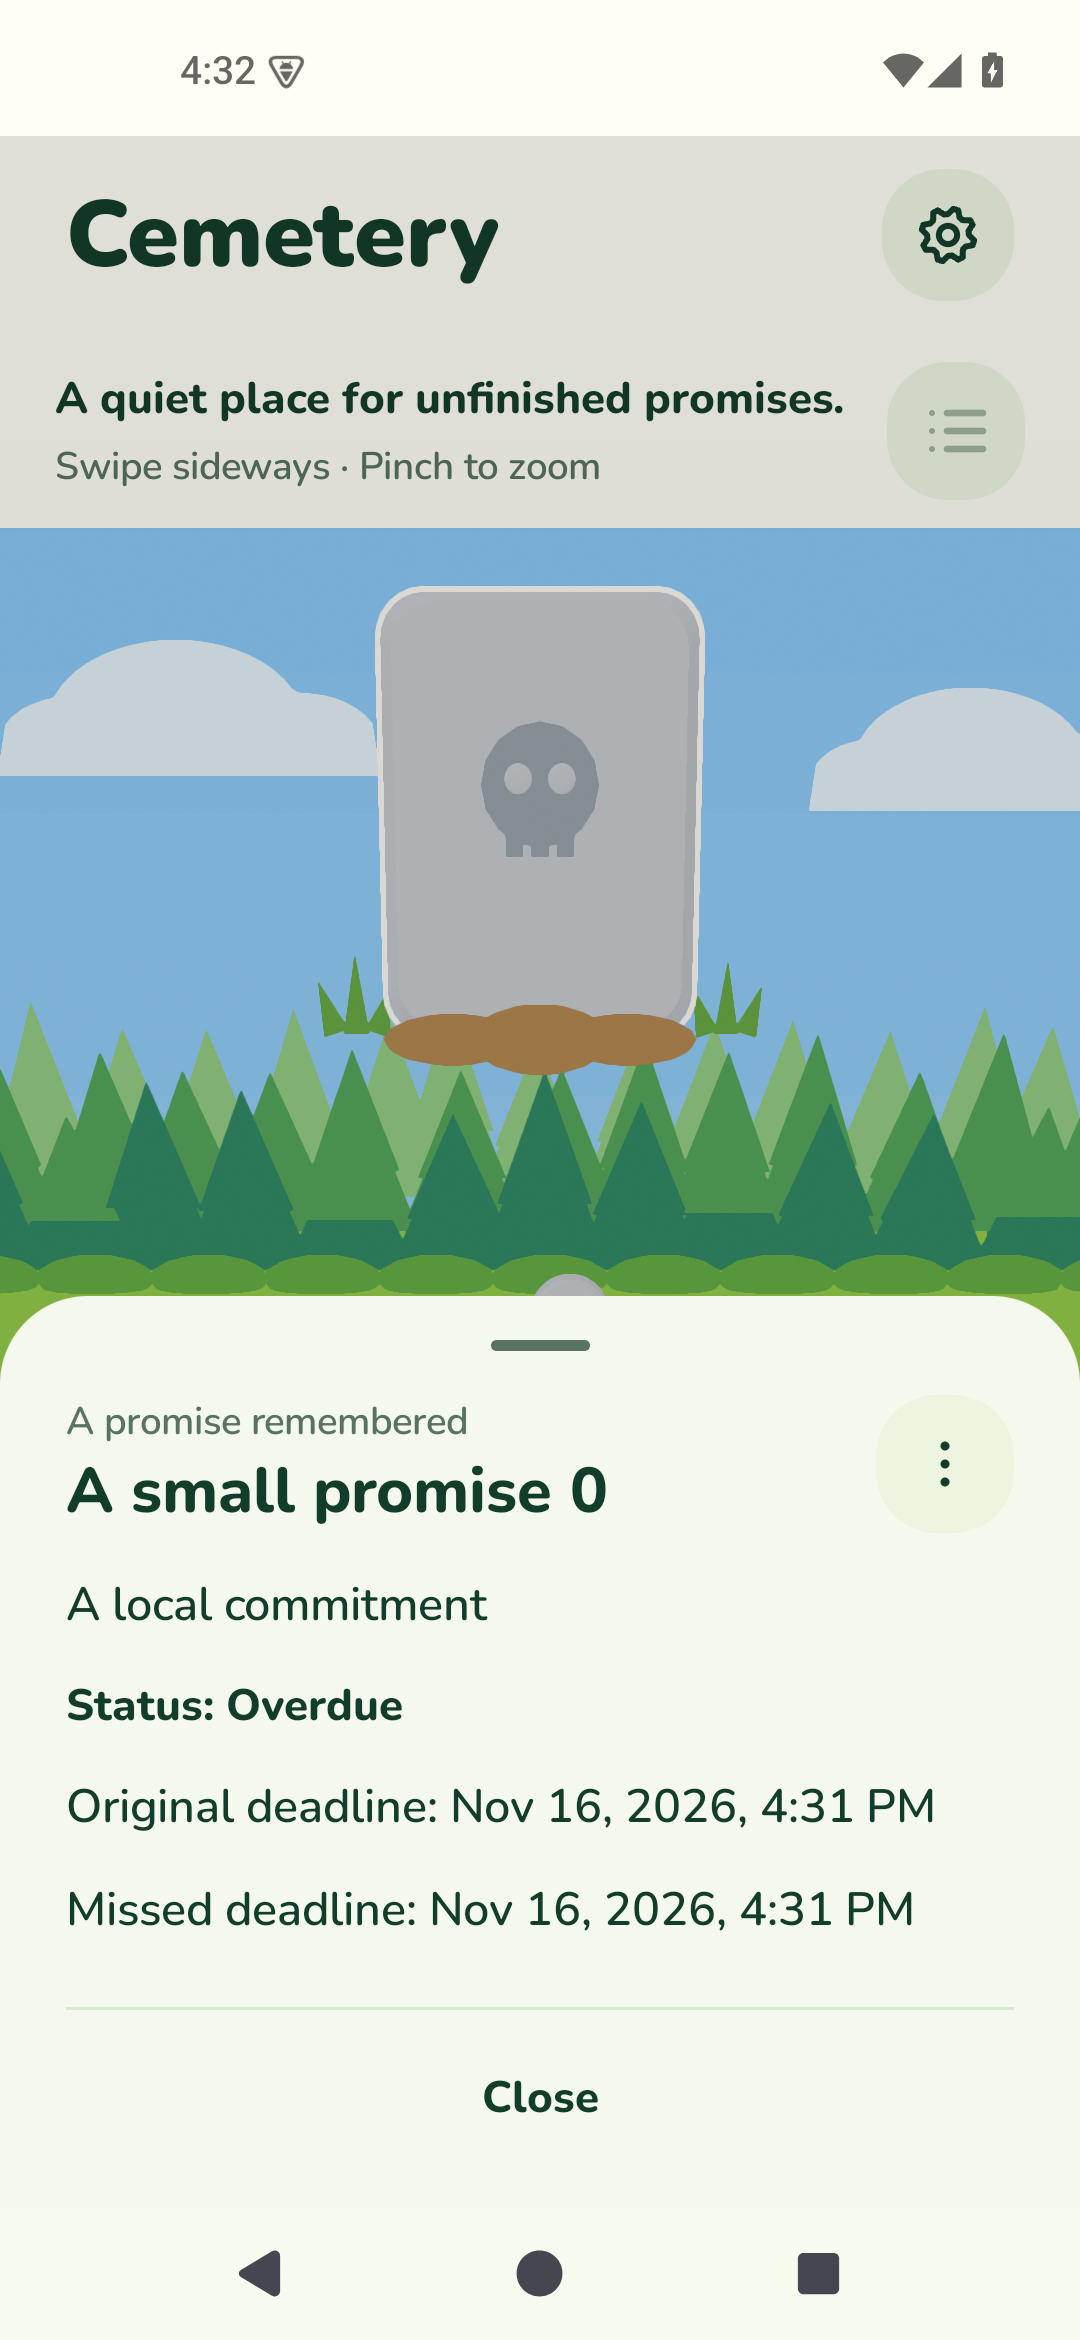 4:32
Cemetery
A quiet place for unfinished promises.
Swipe sideways · Pinch to zoom
A promise remembered
A small promise 0
A local commitment
Status: Overdue
Original deadline: Nov 16, 2026, 4:31 PM
Missed deadline: Nov 16, 2026, 4:31 PM
Close